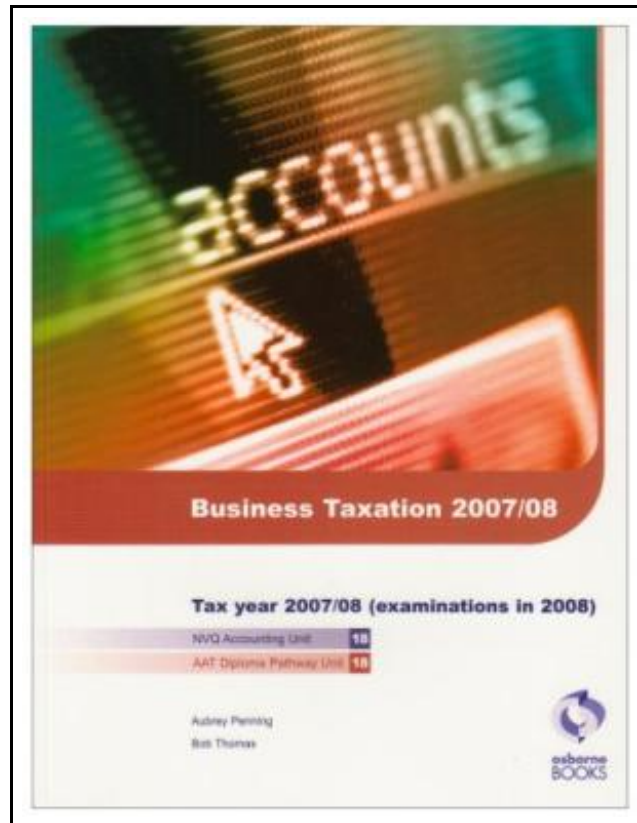 accounts
Business Taxation 2007/08
Tax year 2007/08 (examinations in 2008)
NVQ Accounting Unit 18
AAT Diploma Pathway Unit 18
Aubrey Penning
Bob Thomas
osborne
BOOKS